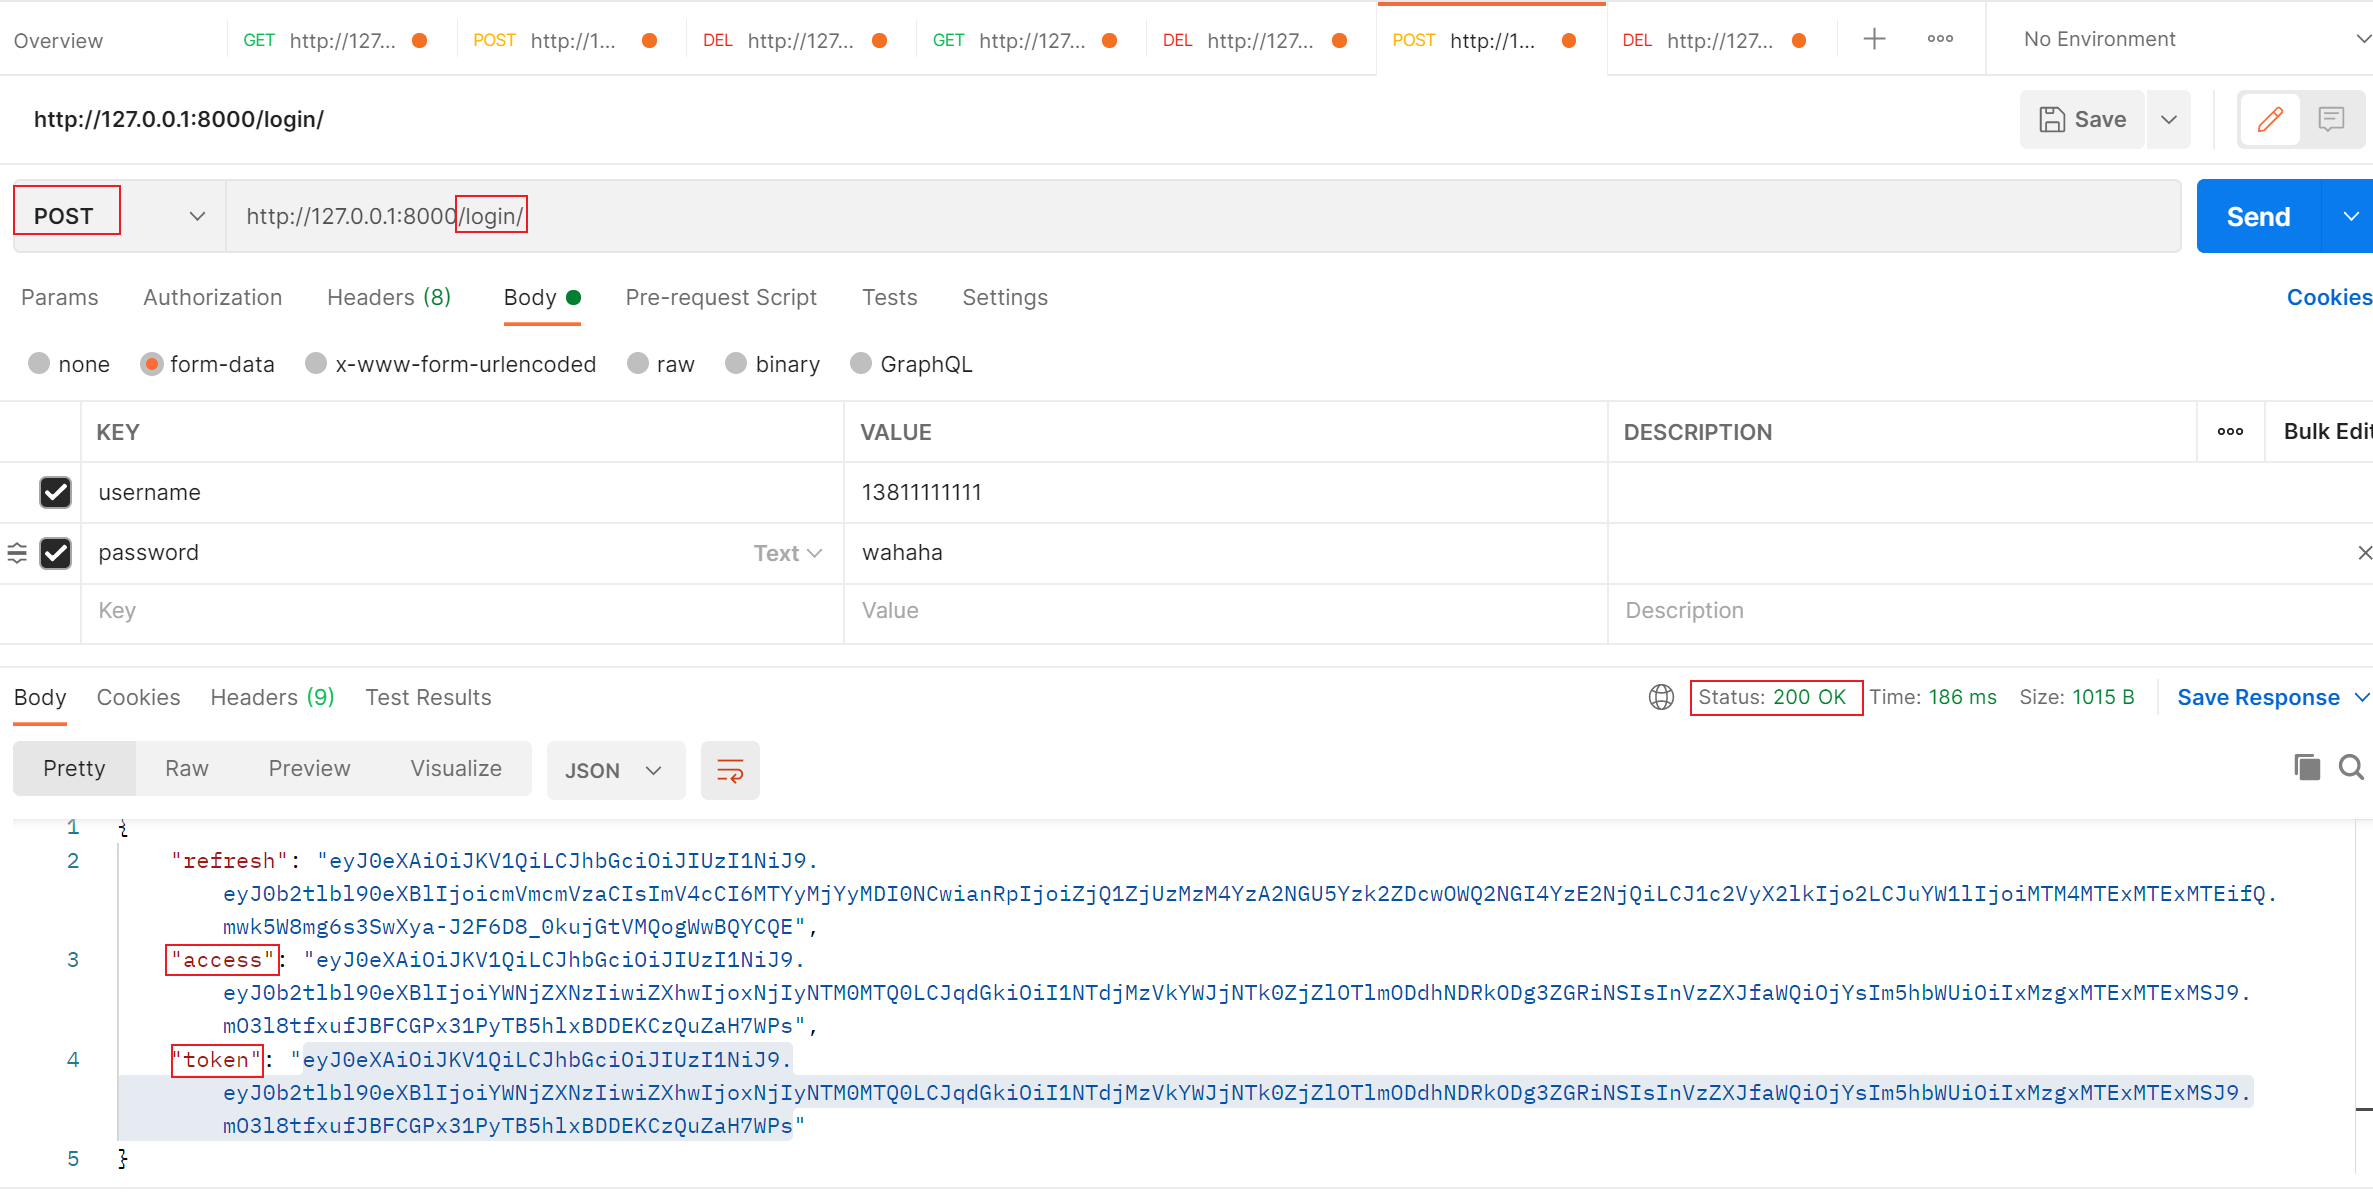 Overview GET http://127... POST http://1... DEL http://127... GET http://127... DEL http://127... POST http://1... DEL http://127... No Environment
http://127.0.0.1:8000/login/ Save
POST http://127.0.0.1:8000/login/ Send
Params Authorization Headers (8) Body Pre-request Script Tests Settings Cookies
none form-data x-www-form-urlencoded raw binary GraphQL
KEY VALUE DESCRIPTION Bulk Edit
username 13811111111
password Text wahaha
Key Value Description
Body Cookies Headers (9) Test Results Status: 200 OK Time: 186 ms Size: 1015 B Save Response
Pretty Raw Preview Visualize JSON
1 {
2 "refresh": "eyJ0eXAiOiJKV1QiLCJhbGciOiJIUzI1NiJ9.
eyJ0b2tlbl90eXBlIjoicmVmcmVzaCIsImV4cCI6MTYyMjYyMDI0NCwianRpIjoiZjQ1ZjUzMzM4YzA2NGU5Yzk2ZDcwOWQ2NGI4YzE2NjQiLCJ1c2VyX2lkIjo2LCJuYW1lIjoiMTM4MTExMTExMTEifQ.
mwk5W8mg6s3SwXya-J2F6D8_0kujGtVMQogWwBQYCQE",
3 "access": "eyJ0eXAiOiJKV1QiLCJhbGciOiJIUzI1NiJ9.
eyJ0b2tlbl90eXBlIjoiYWNjZXNzIiwiZXhwIjoxNjIyNTM0MTQ0LCJqdGkiOiI1NTdjMzVkYWJjNTk0ZjZlOTlmODdhNDRkODg3ZGRiNSIsInVzZXJfaWQiOjYsIm5hbWUiOiIxMzgxMTExMTExMSJ9.
mO3l8tfxufJBFCGPx31PyTB5hlxBDDEKCzQuZaH7WPs",
4 "token": "eyJ0eXAiOiJKV1QiLCJhbGciOiJIUzI1NiJ9.
eyJ0b2tlbl90eXBlIjoiYWNjZXNzIiwiZXhwIjoxNjIyNTM0MTQ0LCJqdGkiOiI1NTdjMzVkYWJjNTk0ZjZlOTlmODdhNDRkODg3ZGRiNSIsInVzZXJfaWQiOjYsIm5hbWUiOiIxMzgxMTExMTExMSJ9.
mO3l8tfxufJBFCGPx31PyTB5hlxBDDEKCzQuZaH7WPs"
5 }